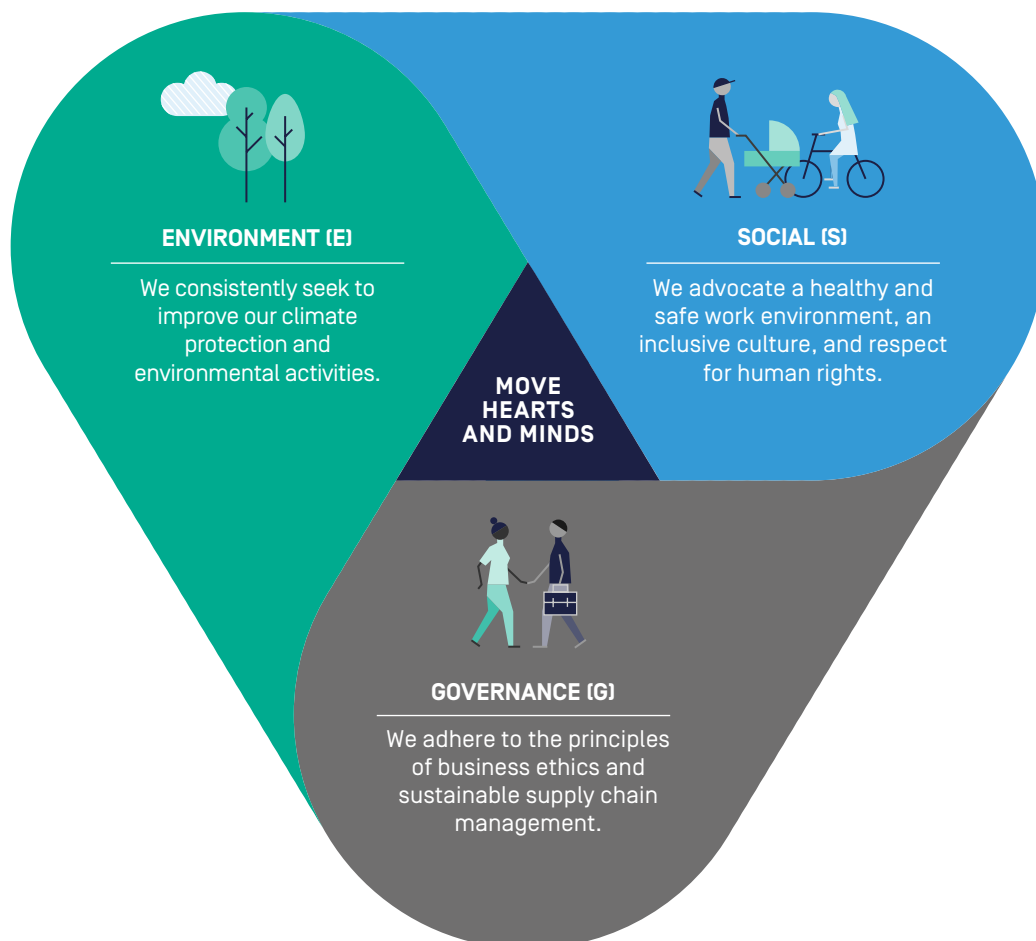 ENVIRONMENT (E)
We consistently seek to
improve our climate
protection and
environmental activities.
SOCIAL (S)
We advocate a healthy and
safe work environment, an
inclusive culture, and respect
for human rights.
MOVE
HEARTS
AND MINDS
GOVERNANCE (G)
We adhere to the principles
of business ethics and
sustainable supply chain
management.